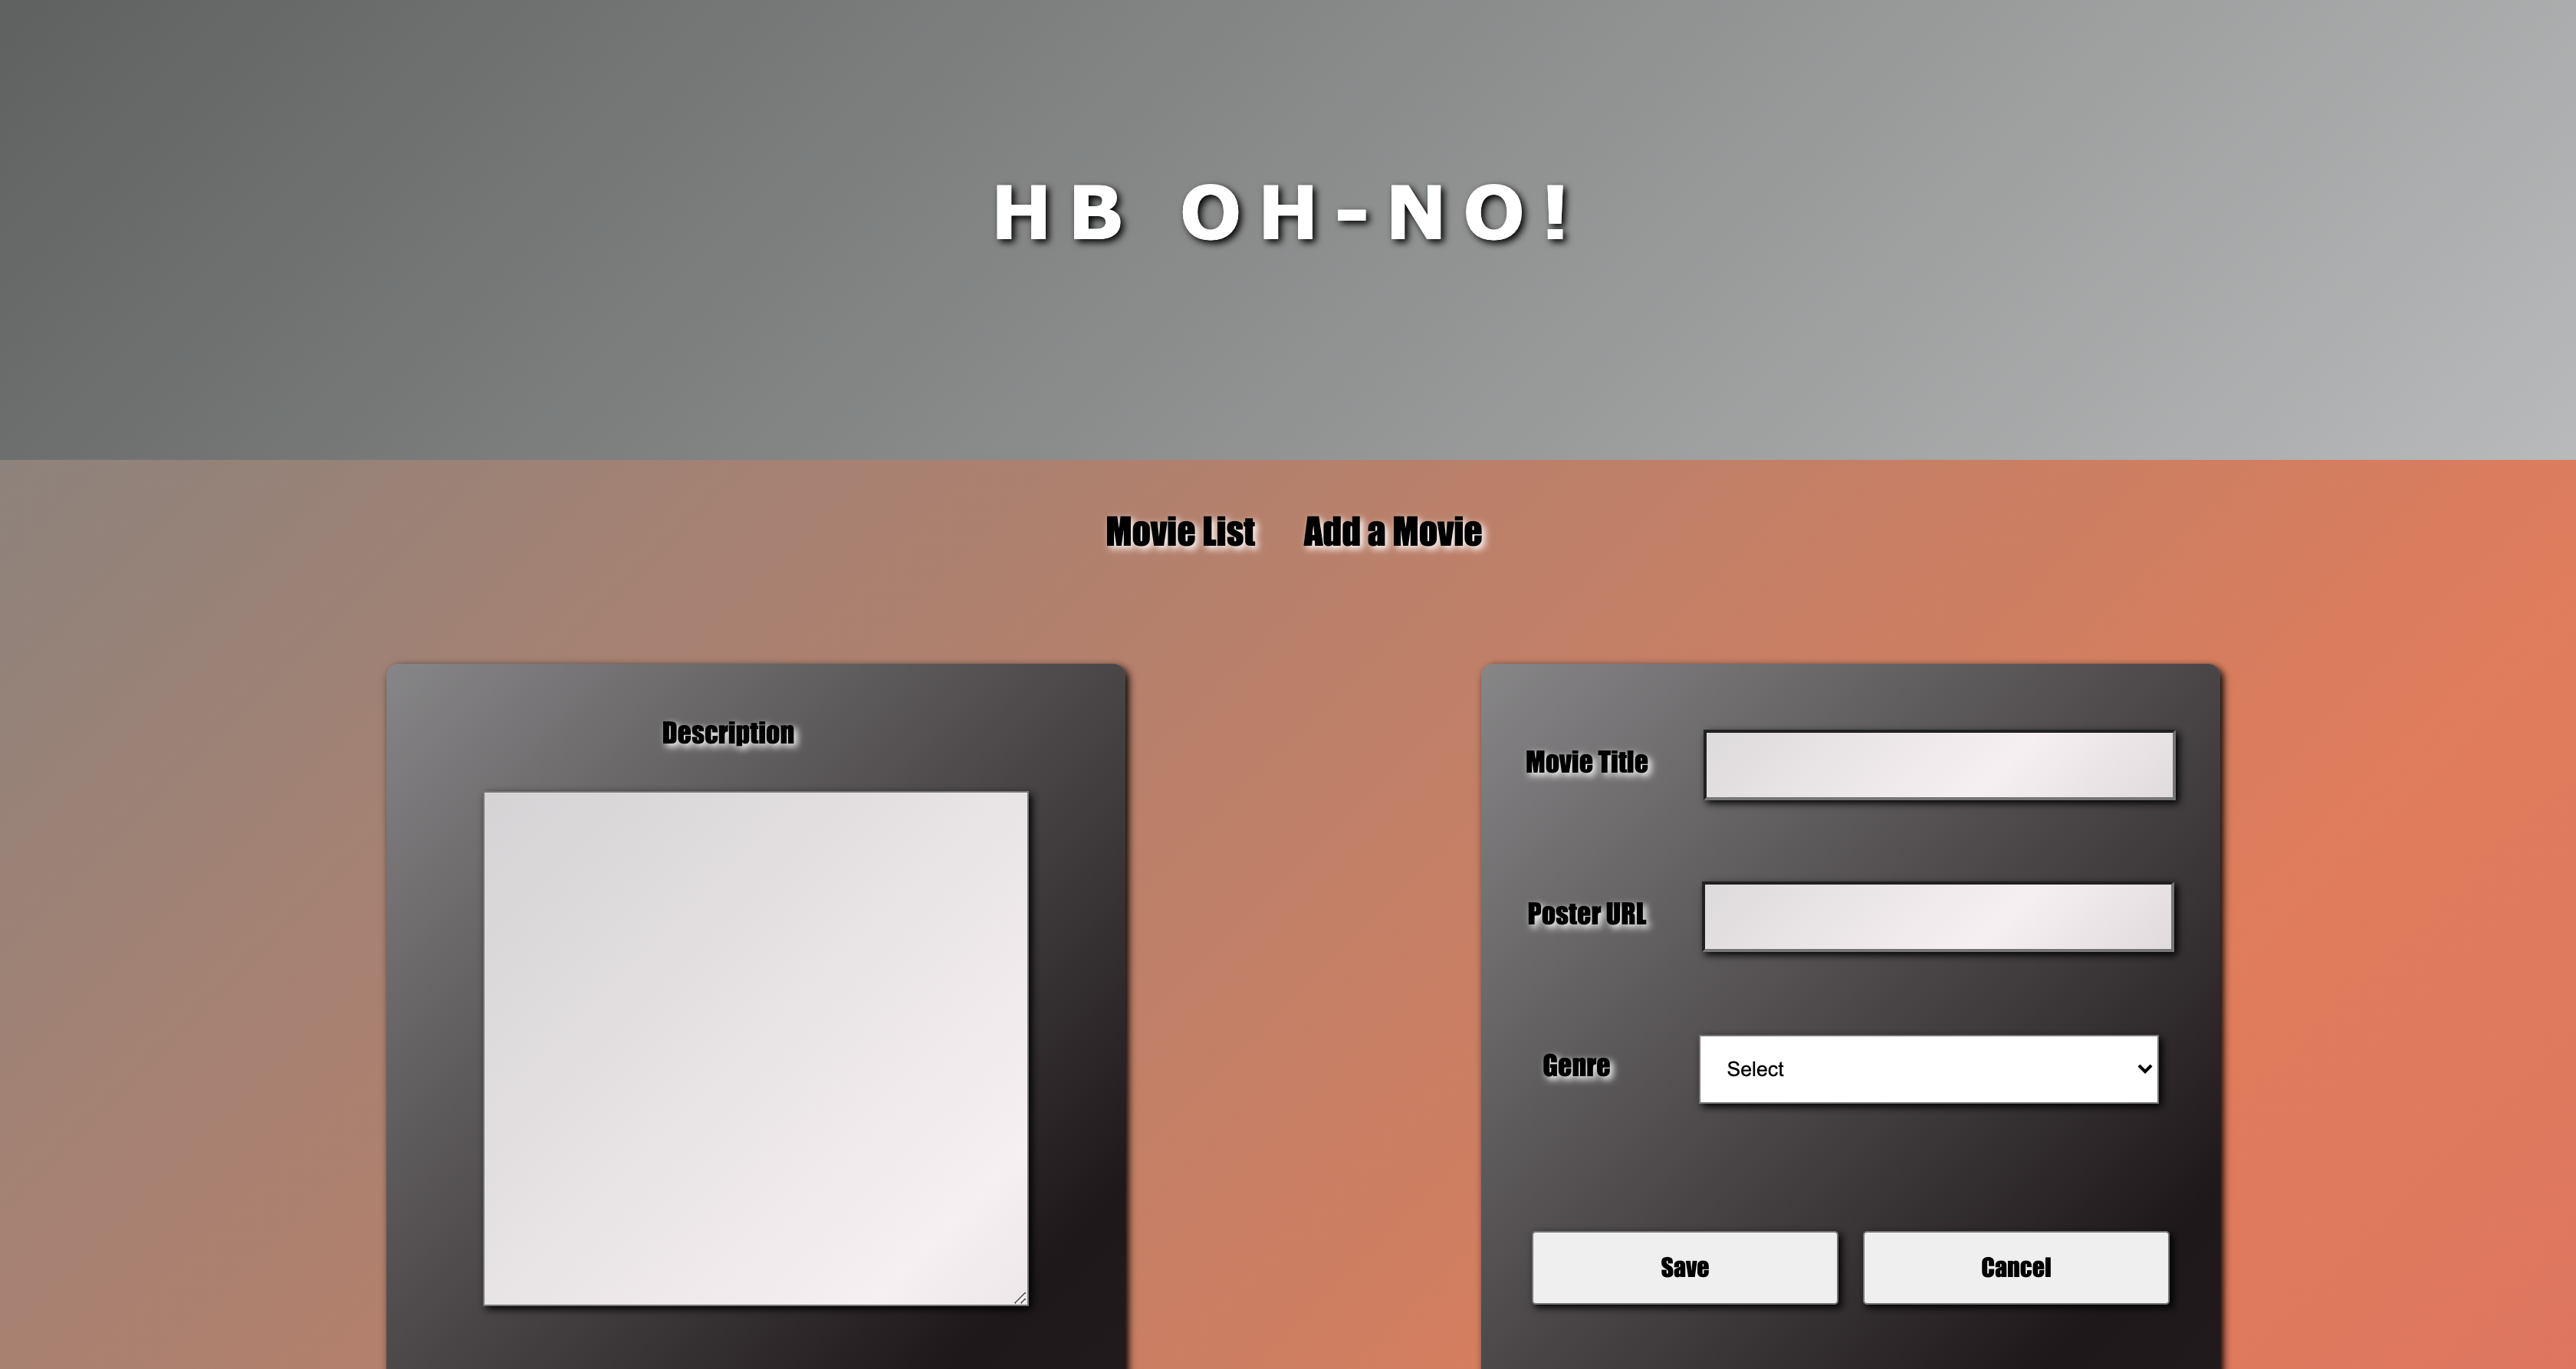 HB OH-NO!
Movie List Add a Movie
Description
Movie Title
Poster URL
Genre Select
Save Cancel